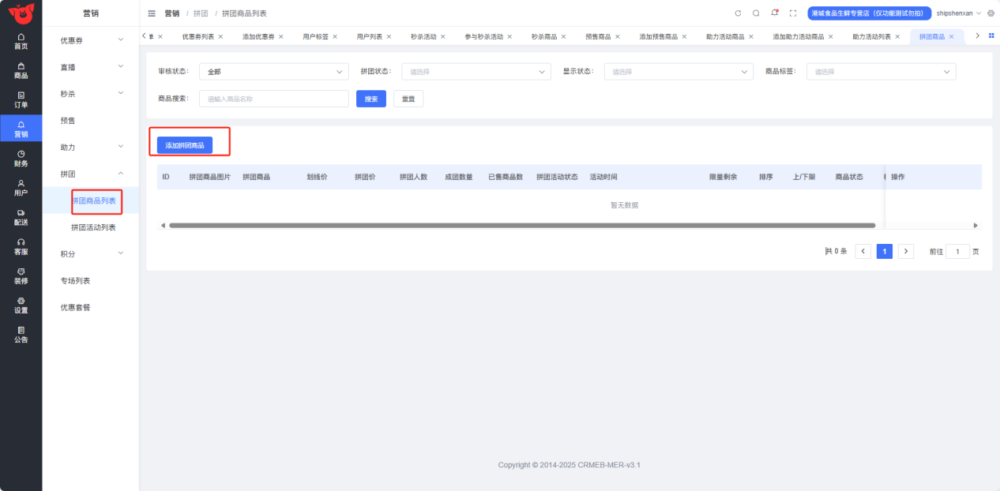 营销
营销 / 拼团 / 拼团商品列表
港城食品生鲜专营店（仅功能测试勿拍） shipshenxan
优惠券列表 × 添加优惠券 × 用户标签 × 用户列表 × 秒杀活动 × 参与秒杀活动 × 秒杀商品 × 预售商品 × 添加预售商品 × 助力活动商品 × 添加助力活动商品 × 助力活动列表 × 拼团商品 ×
首页
商品
订单
营销
财务
用户
配送
客服
装修
设置
公告
优惠券
直播
秒杀
预售
助力
拼团
拼团商品列表
拼团活动列表
积分
专场列表
优惠套餐
审核状态： 全部 拼团状态： 请选择 显示状态： 请选择 商品标签： 请选择
商品搜索： 请输入商品名称 搜索 重置
添加拼团商品
ID 拼团商品图片 拼团商品 划线价 拼团价 拼团人数 成团数量 已售商品数 拼团活动状态 活动时间 限量剩余 排序 上/下架 商品状态 操作
暂无数据
共 0 条 1 前往 1 页
Copyright © 2014-2025 CRMEB-MER-v3.1